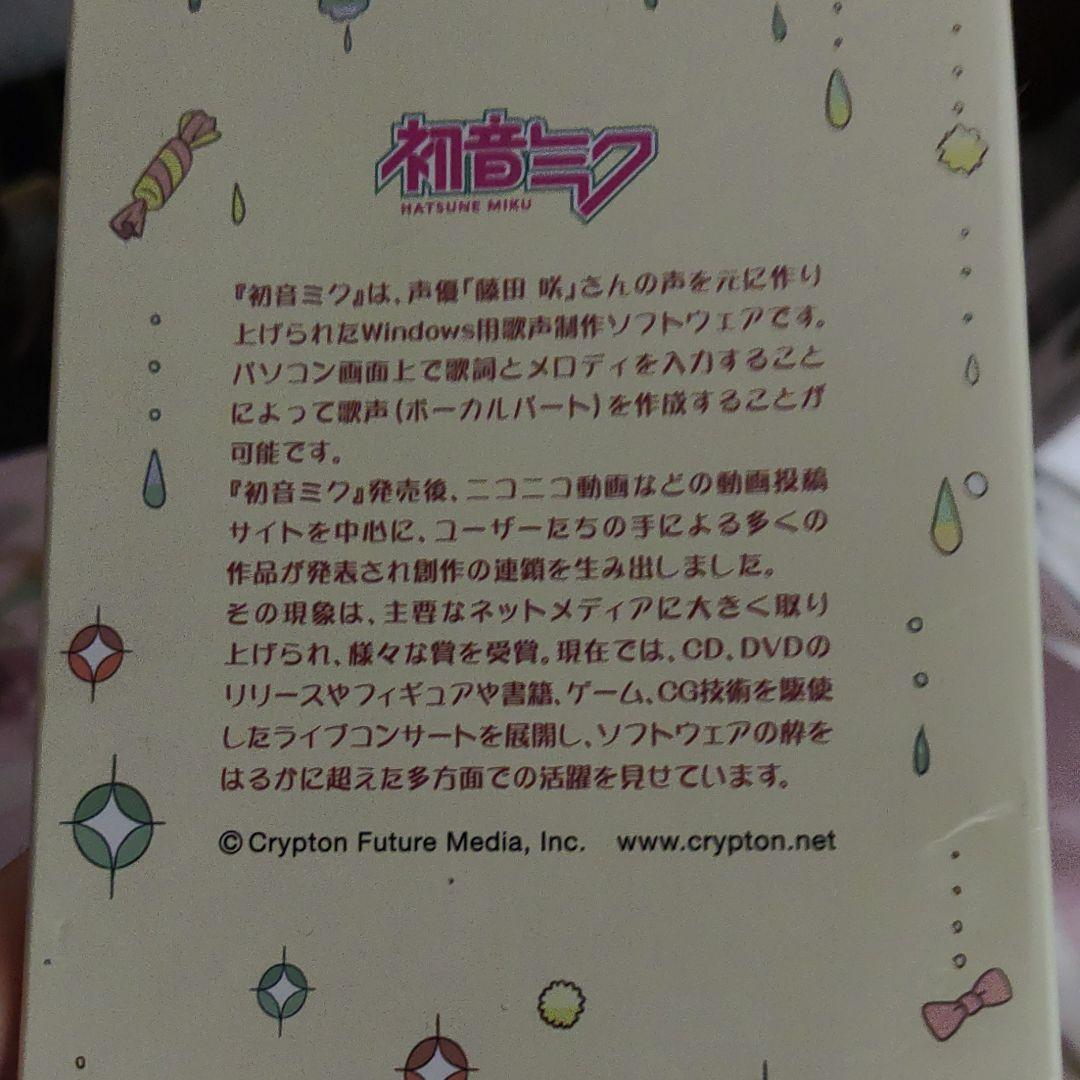 初音ミク
HATSUNE MIKU
『初音ミク』は、声優「藤田 咲」さんの声を元に作り
上げられたWindows用歌声制作ソフトウェアです。
パソコン画面上で歌詞とメロディを入力すること
によって歌声(ボーカルパート)を作成することが
可能です。
『初音ミク』発売後、ニコニコ動画などの動画投稿
サイトを中心に、ユーザーたちの手による多くの
作品が発表され創作の連鎖を生み出しました。
その現象は、主要なネットメディアに大きく取り
上げられ、様々な賞を受賞。現在では、CD、DVDの
リリースやフィギュアや書籍、ゲーム、CG技術を駆使
したライブコンサートを展開し、ソフトウェアの枠を
はるかに超えた多方面での活躍を見せています。
© Crypton Future Media, Inc. www.crypton.net